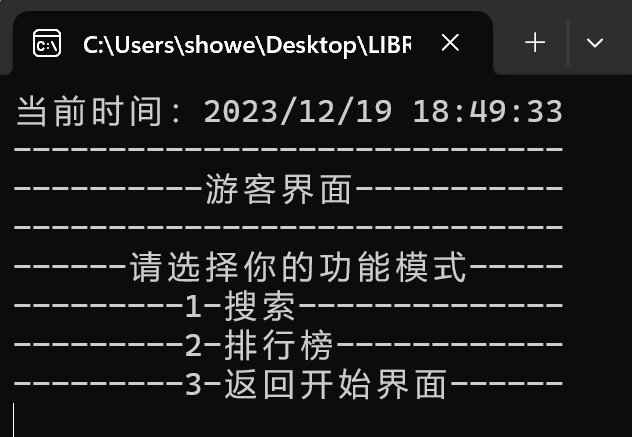 C:\Users\showe\Desktop\LIBR
当前时间：2023/12/19 18:49:33
-----------------------------
----------游客界面-----------
-----------------------------
------请选择你的功能模式-----
---------1-搜索--------------
---------2-排行榜------------
---------3-返回开始界面------